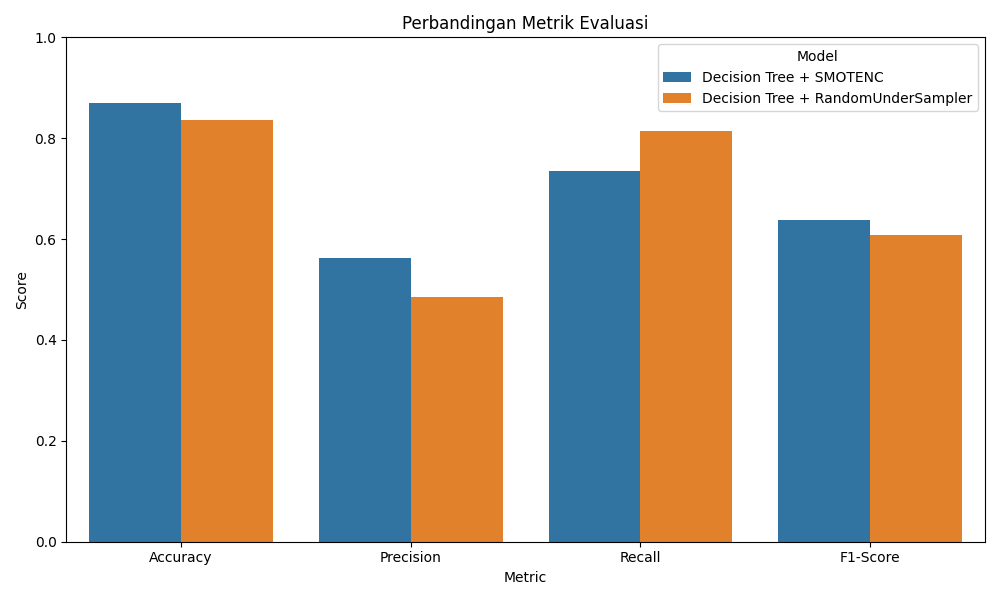 Perbandingan Metrik Evaluasi
Model
Decision Tree + SMOTENC
Decision Tree + RandomUnderSampler
Score
1.0
0.8
0.6
0.4
0.2
0.0
Accuracy
Precision
Recall
F1-Score
Metric